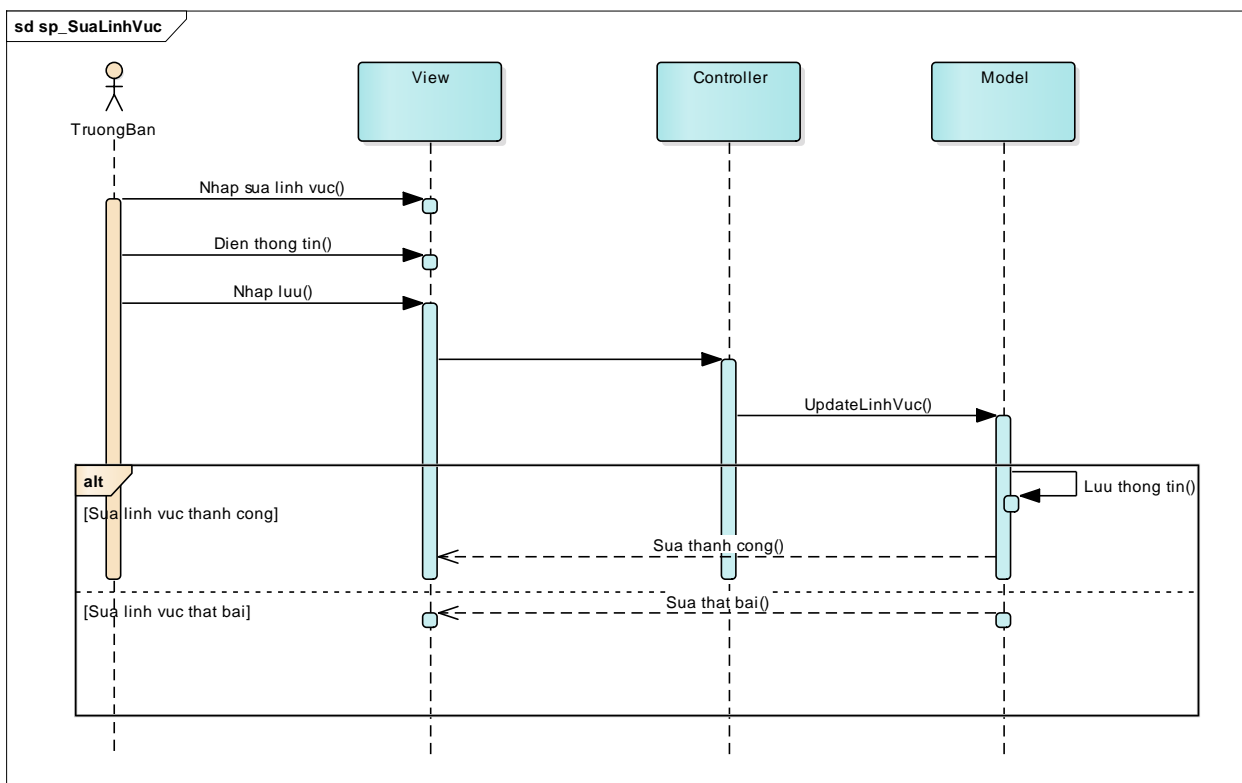 sd sp_SuaLinhVuc
TruongBan
View
Controller
Model
Nhap sua linh vuc()
Dien thong tin()
Nhap luu()
UpdateLinhVuc()
alt
Luu thong tin()
[Sua linh vuc thanh cong]
Sua thanh cong()
[Sua linh vuc that bai]
Sua that bai()